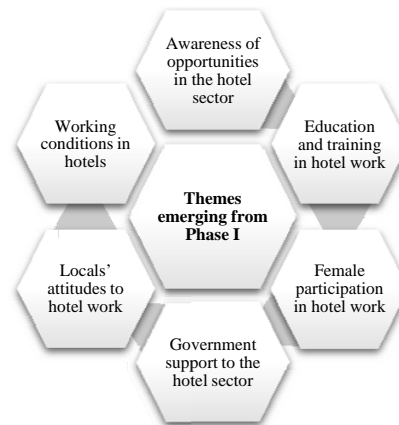 Awareness of
opportunities
in the hotel
sector
Education
and training
in hotel work
Female
participation
in hotel work
Government
support to the
hotel sector
Locals’
attitudes to
hotel work
Working
conditions in
hotels
Themes
emerging from
Phase I